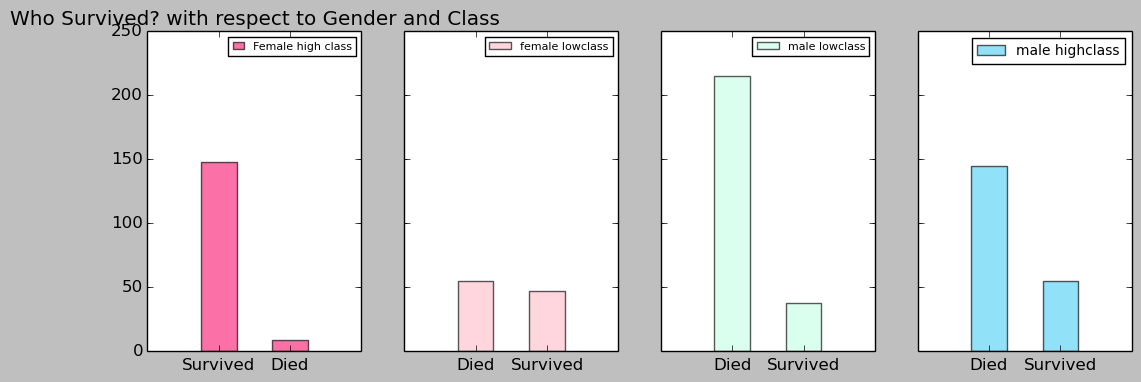 Who Survived? with respect to Gender and Class
250
200
150
100
50
0
Female high class
Survived Died
female lowclass
Died Survived
male lowclass
Died Survived
male highclass
Died Survived